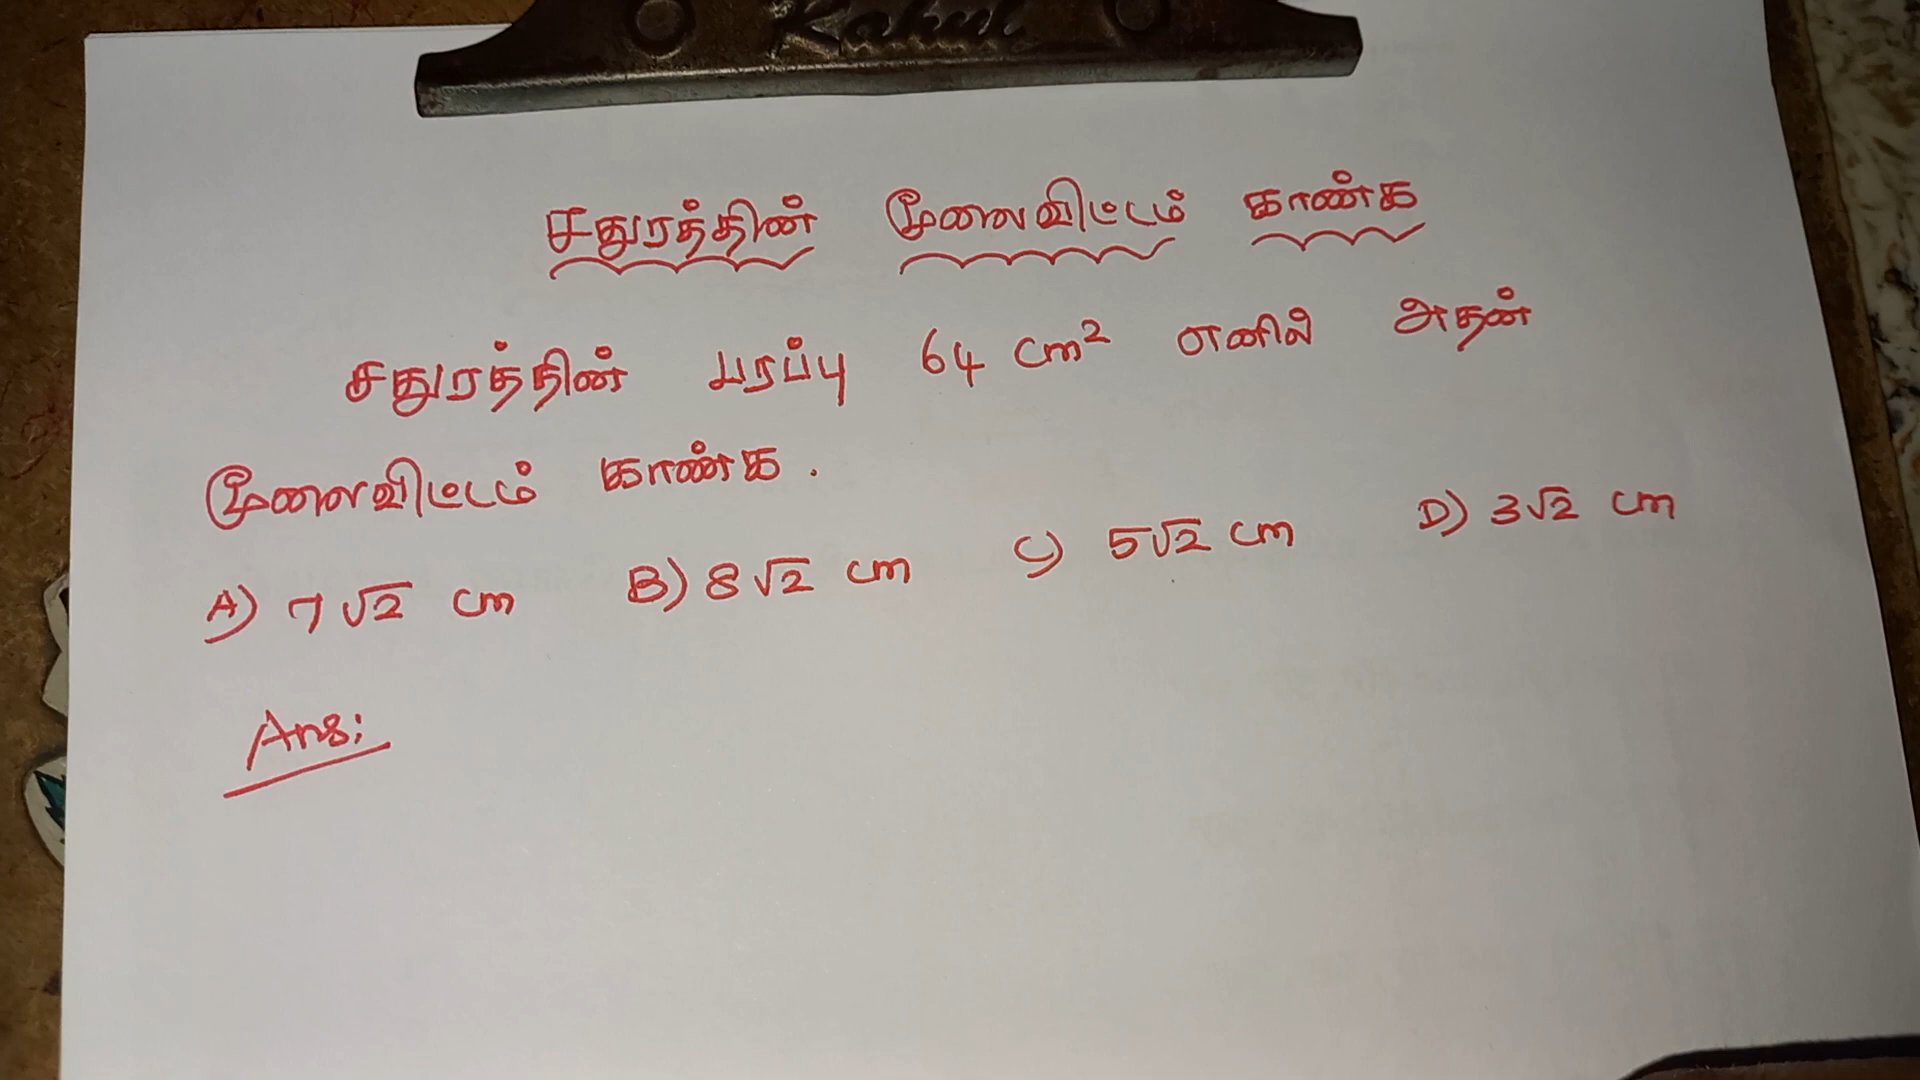 Rahul
சதுரத்தின் மூலைவிட்டம் காண்க
சதுரத்தின் பரப்பு 64 cm² எனில் அதன்
மூலைவிட்டம் காண்க.
A) 7√2 cm B) 8√2 cm C) 5√2 cm D) 3√2 cm
Ans: